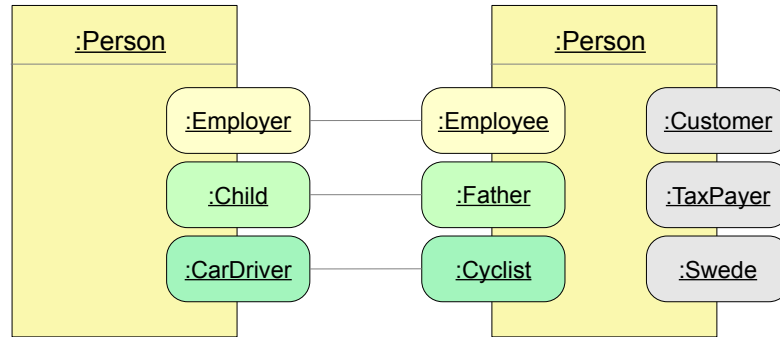 :Person
:Person
:Employer
:Employee
:Customer
:Child
:Father
:TaxPayer
:CarDriver
:Cyclist
:Swede